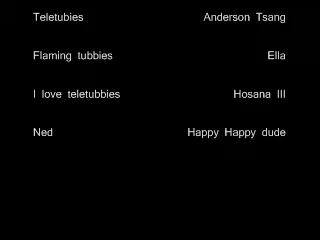 Teletubies Anderson Tsang
Flaming tubbies Ella
I love teletubbies Hosana III
Ned Happy Happy dude